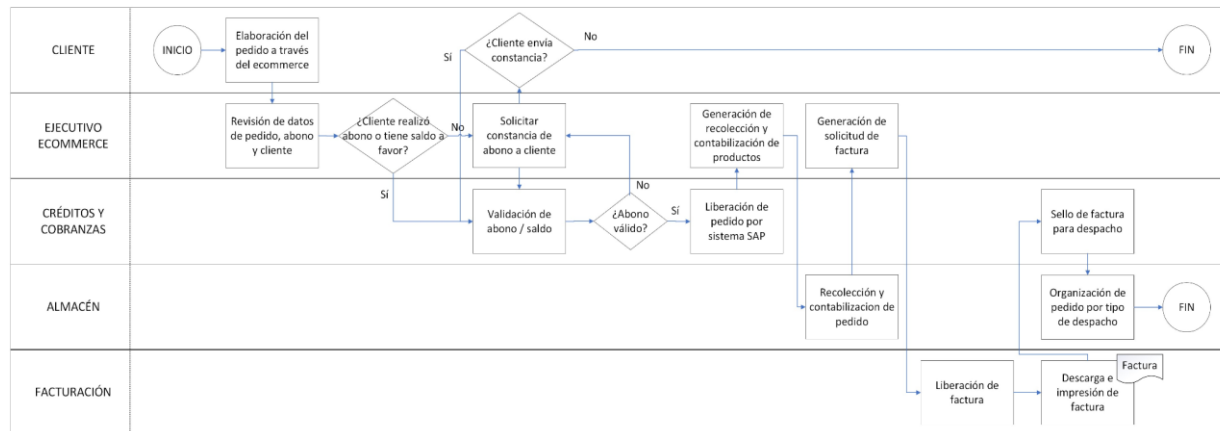 CLIENTE
INICIO
Elaboración del
pedido a través
del ecommerce
¿Cliente envía
constancia?
No
Sí
FIN
EJECUTIVO
ECOMMERCE
Revisión de datos
de pedido, abono
y cliente
¿Cliente realizó
abono o tiene saldo a
favor?
No
Sí
Solicitar
constancia de
abono a cliente
Generación de
recolección y
contabilización de
productos
Generación de
solicitud de
factura
CRÉDITOS Y
COBRANZAS
Validación de
abono / saldo
¿Abono
válido?
No
Sí
Liberación de
pedido por
sistema SAP
Sello de factura
para despacho
ALMACÉN
Recolección y
contabilizacion de
pedido
Organización de
pedido por tipo
de despacho
FIN
FACTURACIÓN
Liberación de
factura
Descarga e
impresión de
factura
Factura